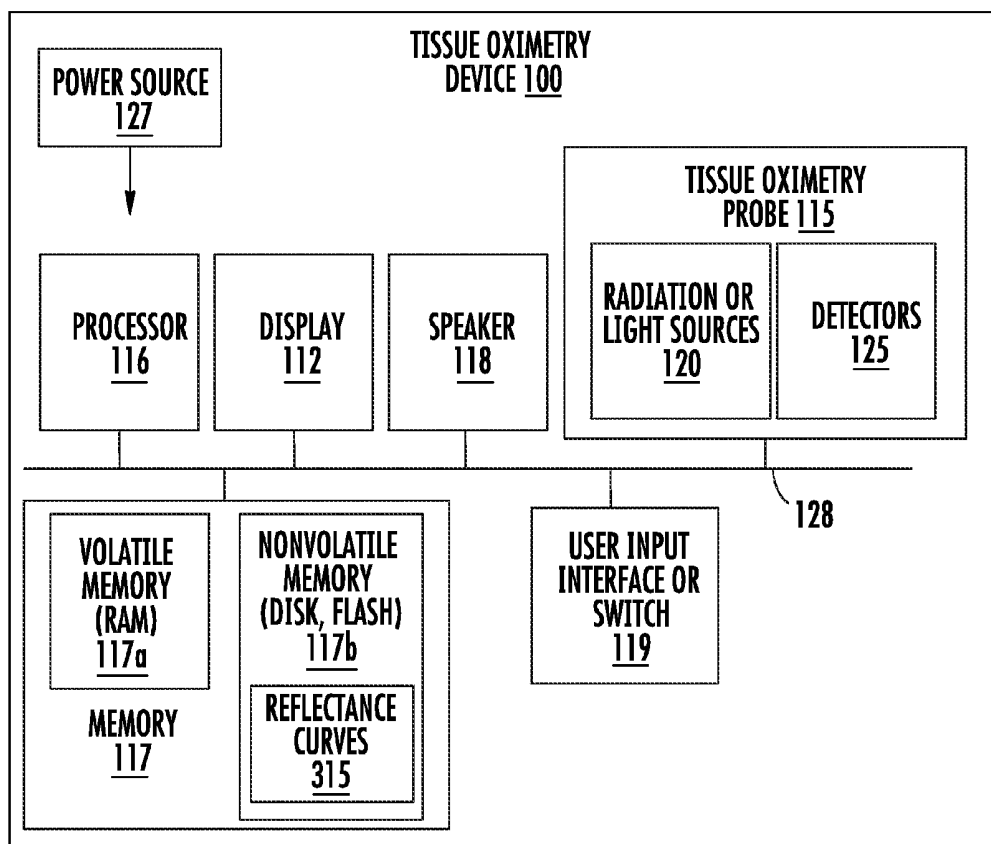 TISSUE OXIMETRY
DEVICE 100
POWER SOURCE
127
TISSUE OXIMETRY
PROBE 115
PROCESSOR
116
DISPLAY
112
SPEAKER
118
RADIATION OR
LIGHT SOURCES
120
DETECTORS
125
128
VOLATILE
MEMORY
(RAM)
117a
MEMORY
117
NONVOLATILE
MEMORY
(DISK, FLASH)
117b
REFLECTANCE
CURVES
315
USER INPUT
INTERFACE OR
SWITCH
119